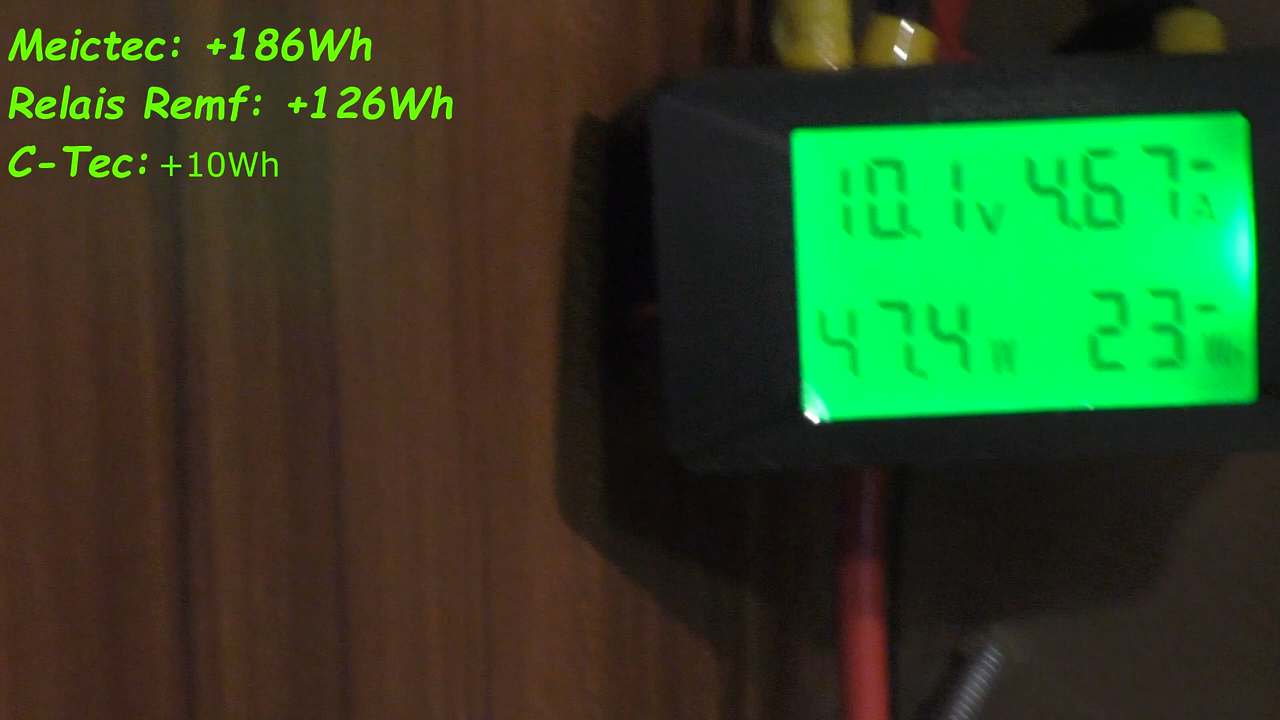 Meictec: +186Wh
Relais Remf: +126Wh
C-Tec: +10Wh
10.1V 4.67A
47.4W 23Wh